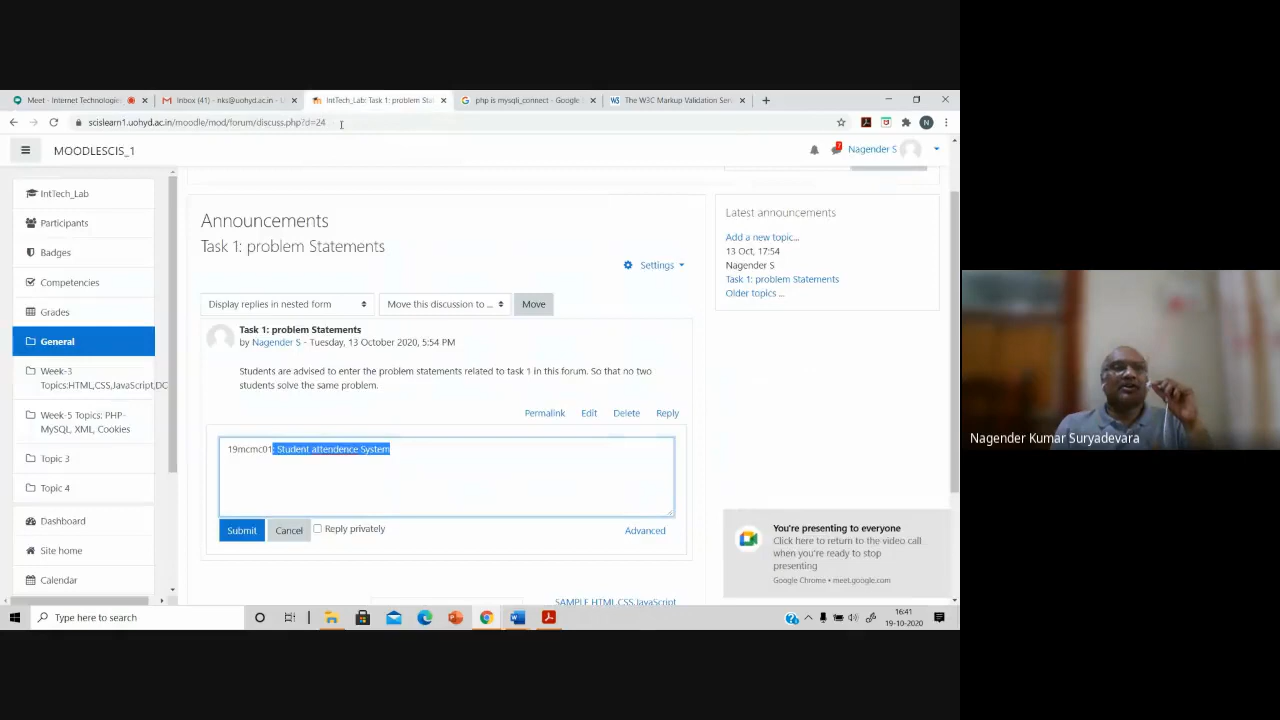 Meet - Internet Technologies
Inbox (41) - nks@uohyd.ac.in -
IntTech_Lab: Task 1: problem Sta
php is mysqli_connect - Google
The W3C Markup Validation Serv
scislearn1.uohyd.ac.in/moodle/mod/forum/discuss.php?d=24
N
MOODLESCIS_1
Nagender S
IntTech_Lab
Participants
Badges
Competencies
Grades
General
Week-3
Topics:HTML,CSS,JavaScript,DC
Week-5 Topics: PHP-
MySQL, XML, Cookies
Topic 3
Topic 4
Dashboard
Site home
Calendar
Announcements
Task 1: problem Statements
Settings
Display replies in nested form
Move this discussion to ...
Move
Task 1: problem Statements
by Nagender S - Tuesday, 13 October 2020, 5:54 PM
Students are advised to enter the problem statements related to task 1 in this forum. So that no two
students solve the same problem.
Permalink Edit Delete Reply
19mcmc01: Student attendence System
Submit Cancel Reply privately Advanced
SAMPLE HTML,CSS,JavaScript
Latest announcements
Add a new topic...
13 Oct, 17:54
Nagender S
Task 1: problem Statements
Older topics ...
You're presenting to everyone
Click here to return to the video call
when you're ready to stop
presenting
Google Chrome • meet.google.com
Type here to search
16:41
19-10-2020
Nagender Kumar Suryadevara